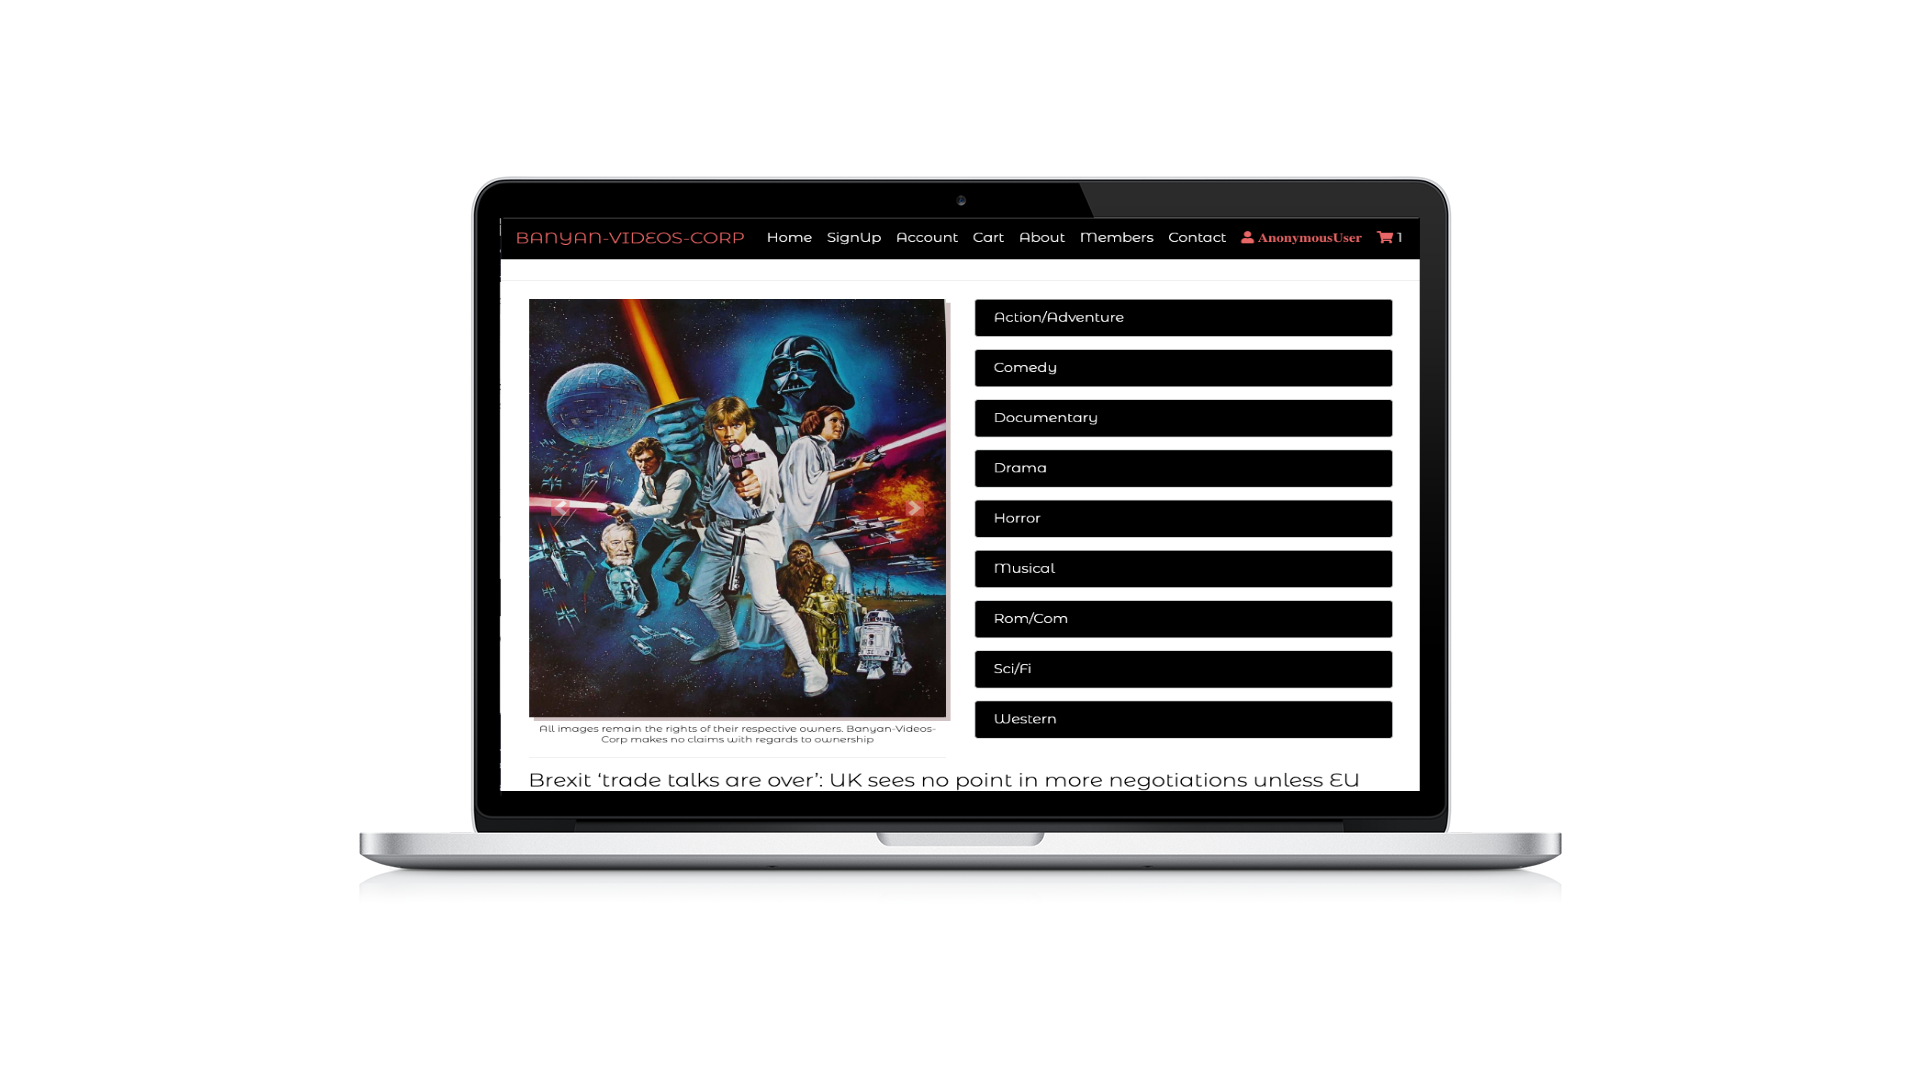 BANYAN-VIDEOS-CORP Home SignUp Account Cart About Members Contact AnonymousUser 1
Action/Adventure
Comedy
Documentary
Drama
Horror
Musical
Rom/Com
Sci/Fi
Western
All images remain the rights of their respective owners. Banyan-Videos-
Corp makes no claims with regards to ownership
Brexit ‘trade talks are over’: UK sees no point in more negotiations unless EU